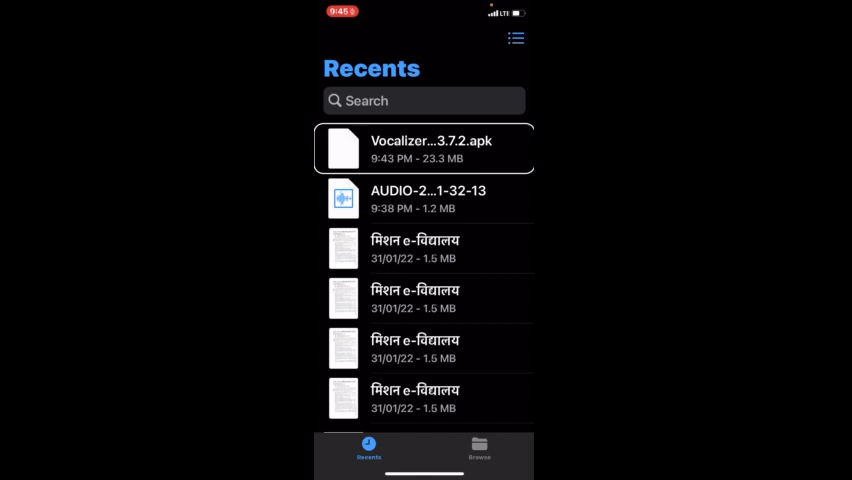 9:45
LTE
Recents
Search
Vocalizer...3.7.2.apk
9:43 PM - 23.3 MB
AUDIO-2...1-32-13
9:38 PM - 1.2 MB
मिशन e-विद्यालय
31/01/22 - 1.5 MB
मिशन e-विद्यालय
31/01/22 - 1.5 MB
मिशन e-विद्यालय
31/01/22 - 1.5 MB
मिशन e-विद्यालय
31/01/22 - 1.5 MB
Recents
Browse